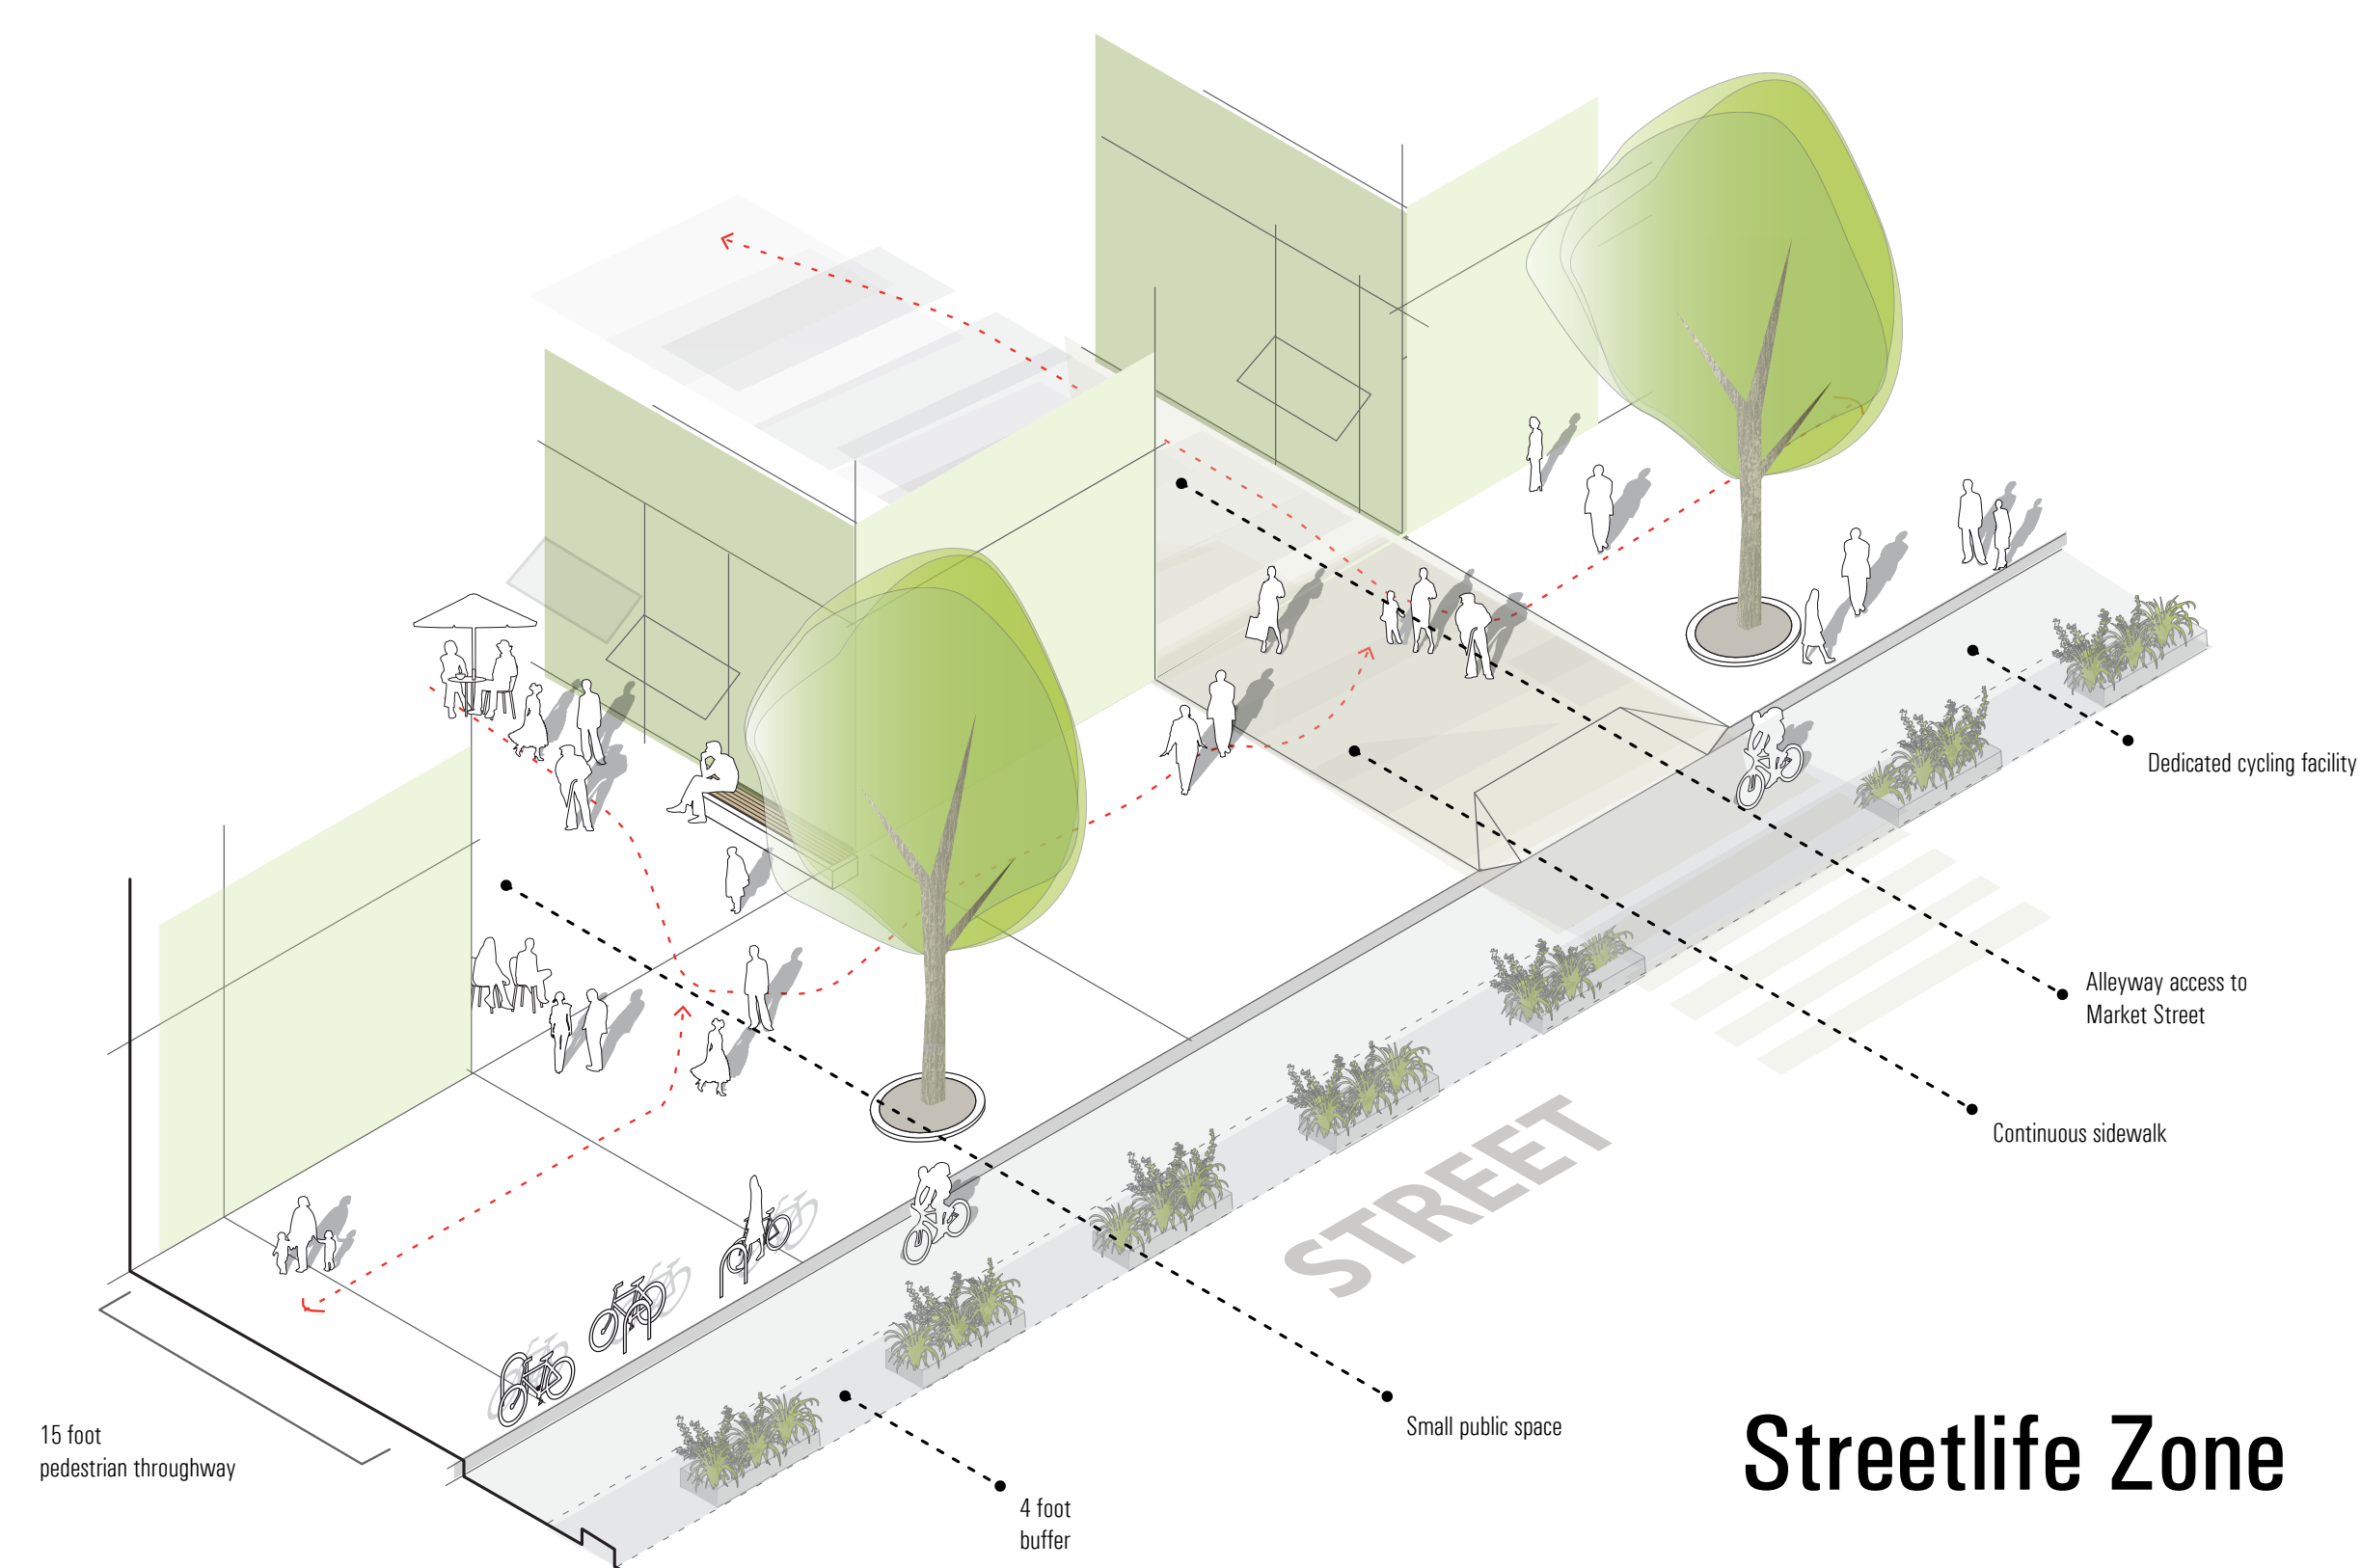 Dedicated cycling facility
Alleyway access to
Market Street
Continuous sidewalk
STREET
Small public space
15 foot
pedestrian throughway
4 foot
buffer
Streetlife Zone